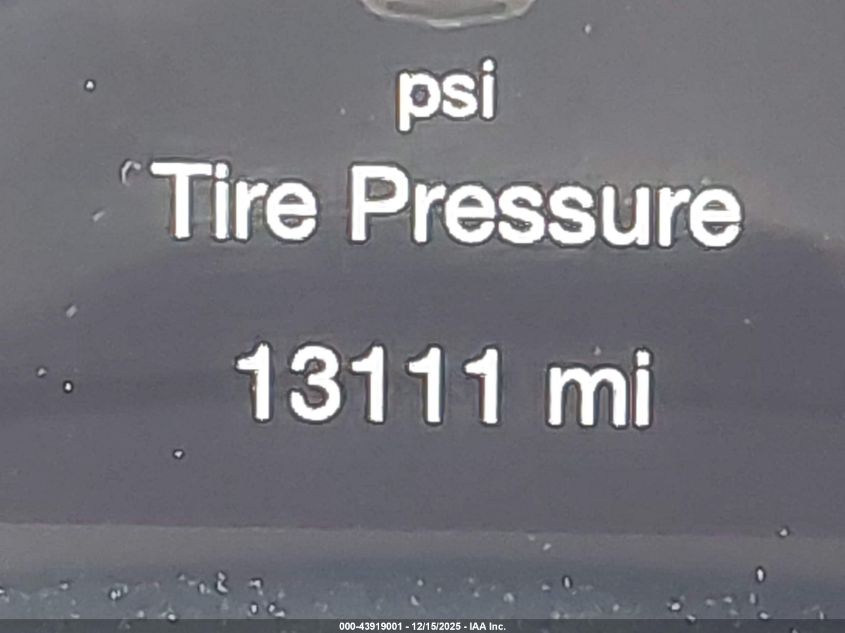 psi
Tire Pressure
13111 mi
000-43919001 - 12/15/2025 - IAA Inc.